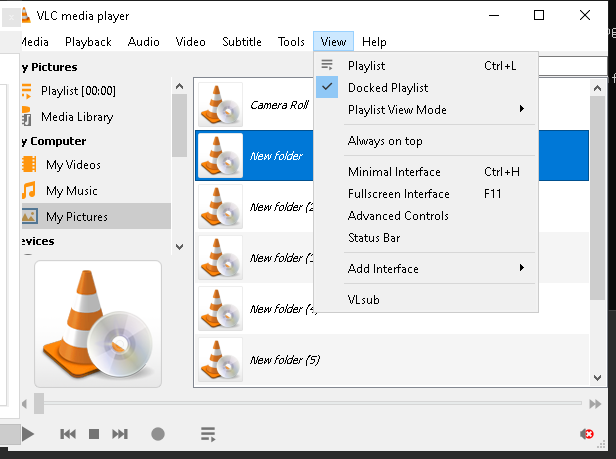 VLC media player
Media Playback Audio Video Subtitle Tools View Help
y Pictures
Playlist [00:00]
Media Library
y Computer
My Videos
My Music
My Pictures
evices
Camera Roll
New folder
New folder (2
New folder (
New folder (4)
New folder (5)
Playlist Ctrl+L
Docked Playlist
Playlist View Mode
Always on top
Minimal Interface Ctrl+H
Fullscreen Interface F11
Advanced Controls
Status Bar
Add Interface
VLsub